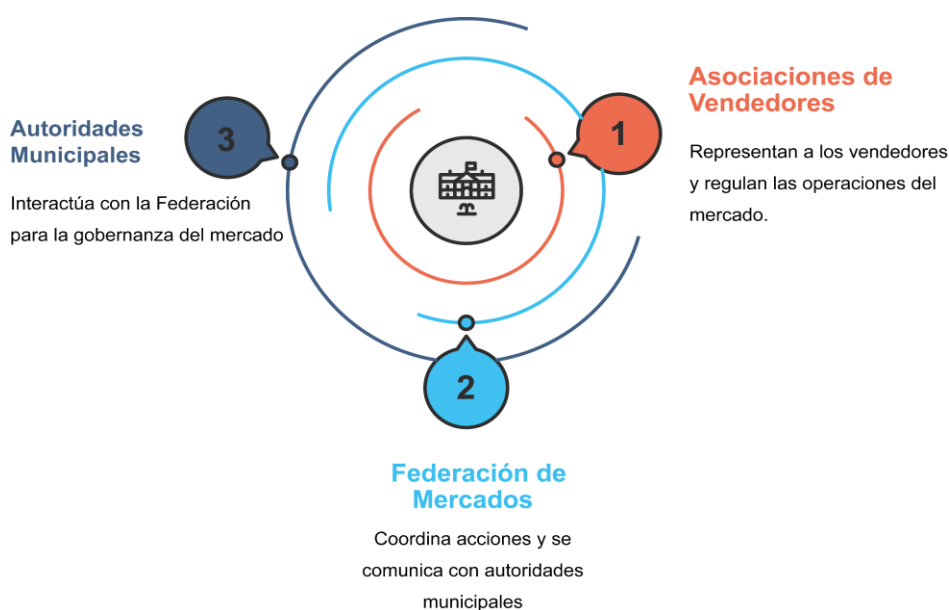 1
Asociaciones de
Vendedores
Representan a los vendedores
y regulan las operaciones del
mercado.
2
Federación de
Mercados
Coordina acciones y se
comunica con autoridades
municipales
3
Autoridades
Municipales
Interactúa con la Federación
para la gobernanza del mercado